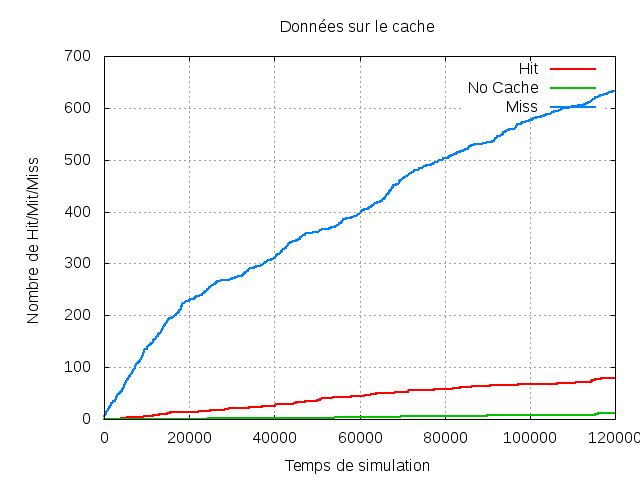 Données sur le cache
700
600
500
400
300
200
100
0
Nombre de Hit/Mit/Miss
Hit
No Cache
Miss
0 20000 40000 60000 80000 100000 120000
Temps de simulation